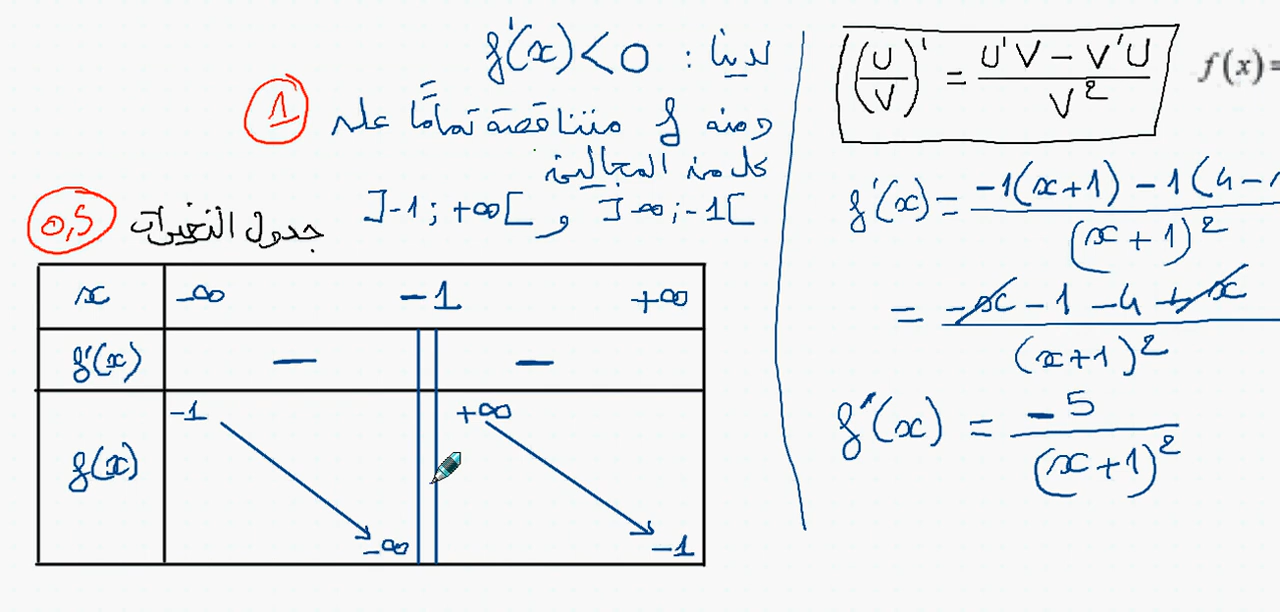 لدينا : f'(x) < 0
ومنه f متناقصة تمامًا على
كل من المجالين
]-∞ ; -1[ و ]-1 ; +∞[
1
0,5 جدول التغيرات
x -∞ -1 +∞
f'(x) − −
f(x) -1 -∞ +∞ -1
(U/V)' = (U'V - V'U)/V²
f(x)=
f'(x) = (-1(x+1) - 1(4-
(x+1)²
= (-x - 1 - 4 + x)/(x+1)²
f'(x) = -5/(x+1)²